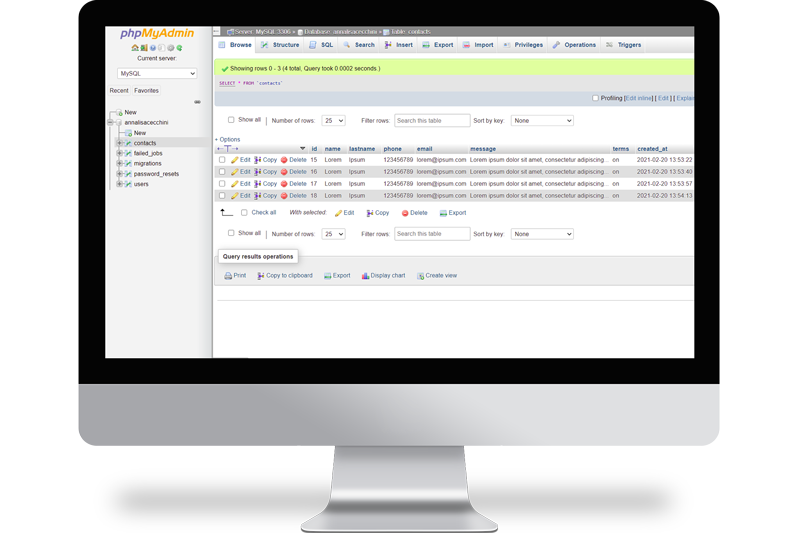 phpMyAdmin
Current server
MySQL
Recent Favorites
New
annalisacecchini
New
contacts
failed_jobs
migrations
password_resets
users
Server: MySQL:3306 » Database: annalisacecchini » Table: contacts
Browse Structure SQL Search Insert Export Import Privileges Operations Triggers
Showing rows 0 - 3 (4 total, Query took 0.0002 seconds.)
SELECT * FROM `contacts`
Profiling [Edit inline] [ Edit ] [ Explain
Show all | Number of rows: 25 Filter rows: Search this table Sort by key: None
+ Options
←T→ id name lastname phone email message terms created_at
Edit Copy Delete 15 Lorem Ipsum 123456789 lorem@ipsum.com Lorem ipsum dolor sit amet, consectetur adipiscing... on 2021-02-20 13:53:22
Edit Copy Delete 16 Lorem Ipsum 123456789 lorem@ipsum.com Lorem ipsum dolor sit amet, consectetur adipiscing... on 2021-02-20 13:53:40
Edit Copy Delete 17 Lorem Ipsum 123456789 lorem@ipsum.com Lorem ipsum dolor sit amet, consectetur adipiscing... on 2021-02-20 13:53:57
Edit Copy Delete 18 Lorem Ipsum 123456789 lorem@ipsum.com Lorem ipsum dolor sit amet, consectetur adipiscing... on 2021-02-20 13:54:13
Check all With selected: Edit Copy Delete Export
Show all | Number of rows: 25 Filter rows: Search this table Sort by key: None
Query results operations
Print Copy to clipboard Export Display chart Create view